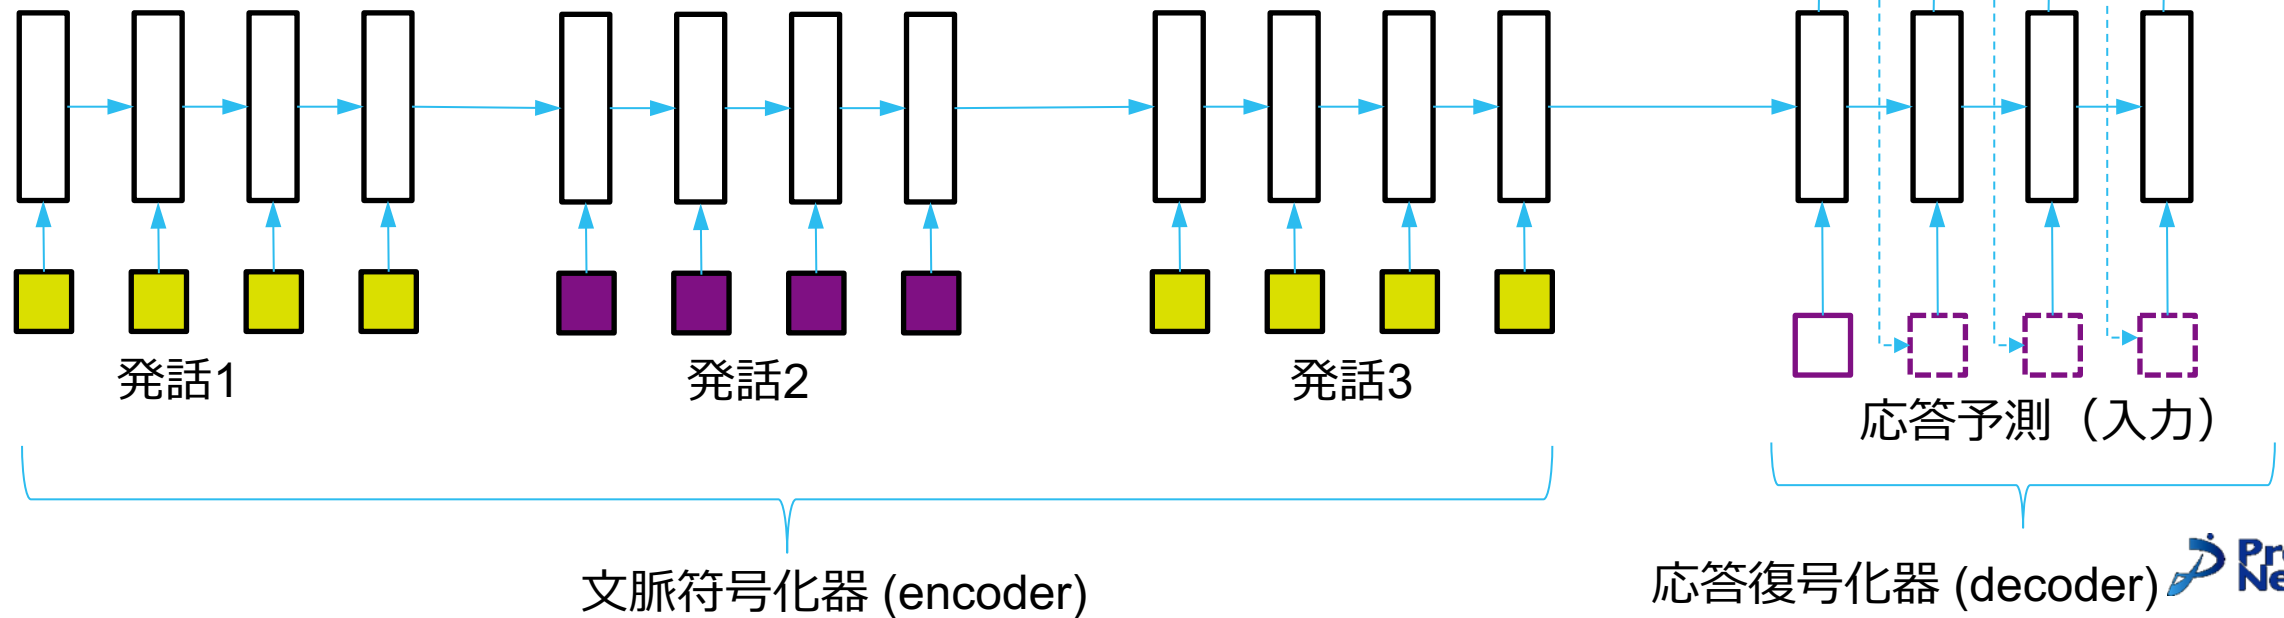 発話1
発話2
発話3
応答予測（入力）
文脈符号化器 (encoder)
応答復号化器 (decoder)